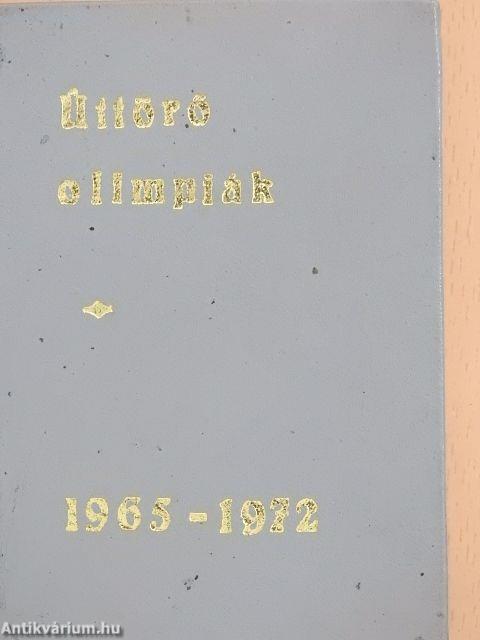 Úttörő
olimpiák
1965-1972
Antikvárium.hu